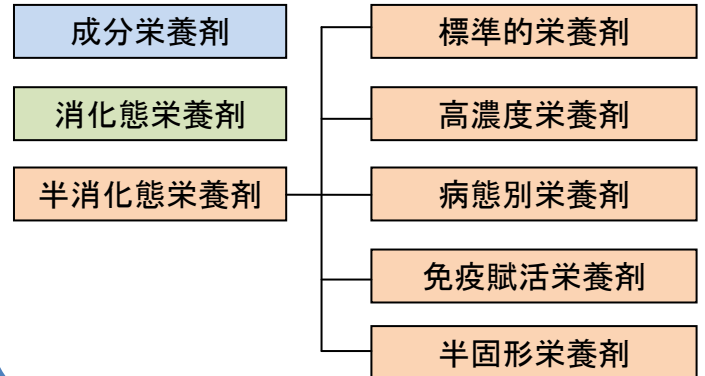 成分栄養剤
消化態栄養剤
半消化態栄養剤
標準的栄養剤
高濃度栄養剤
病態別栄養剤
免疫賦活栄養剤
半固形栄養剤